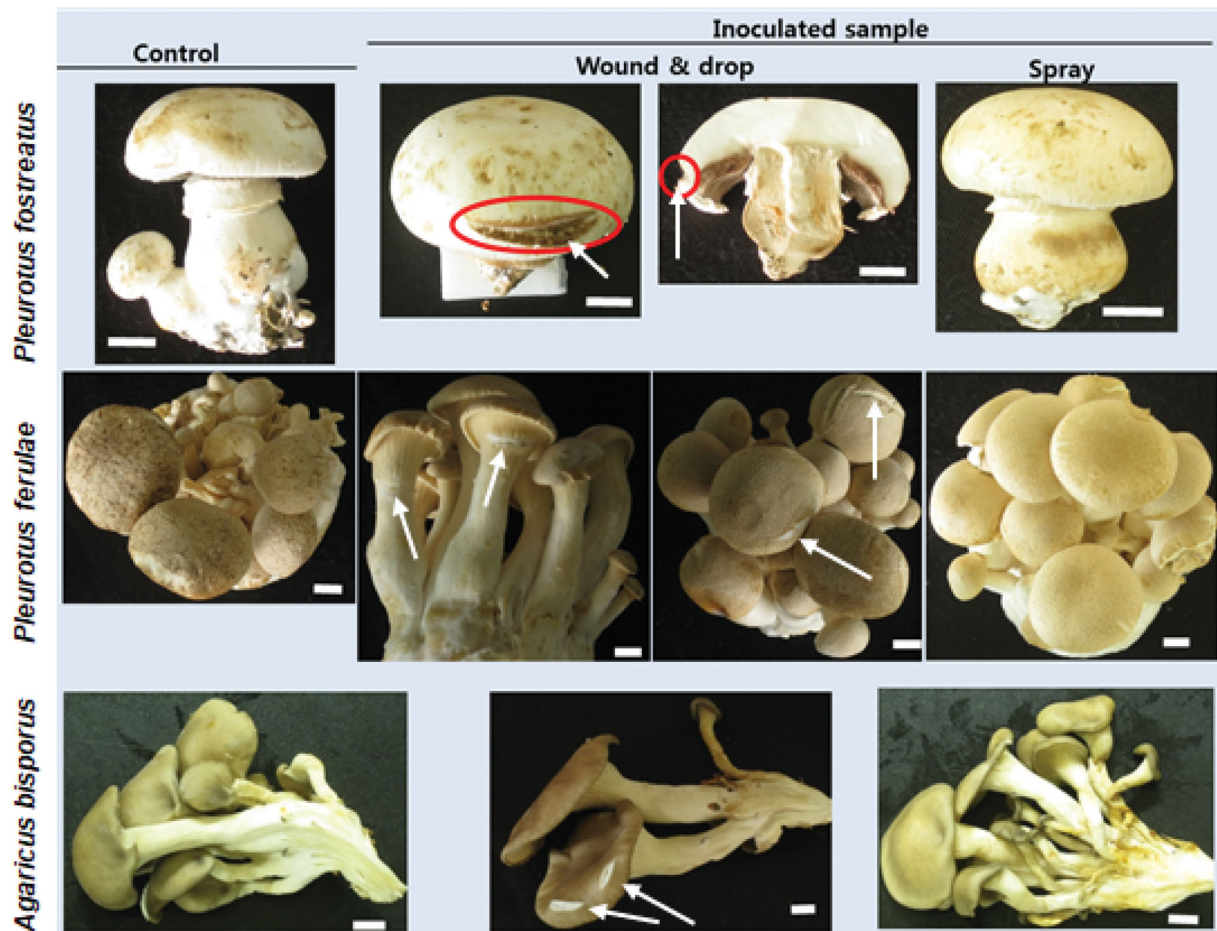 Inoculated sample
Control
Wound & drop
Spray
Pleurotus fostreatus
Pleurotus ferulae
Agaricus bisporus